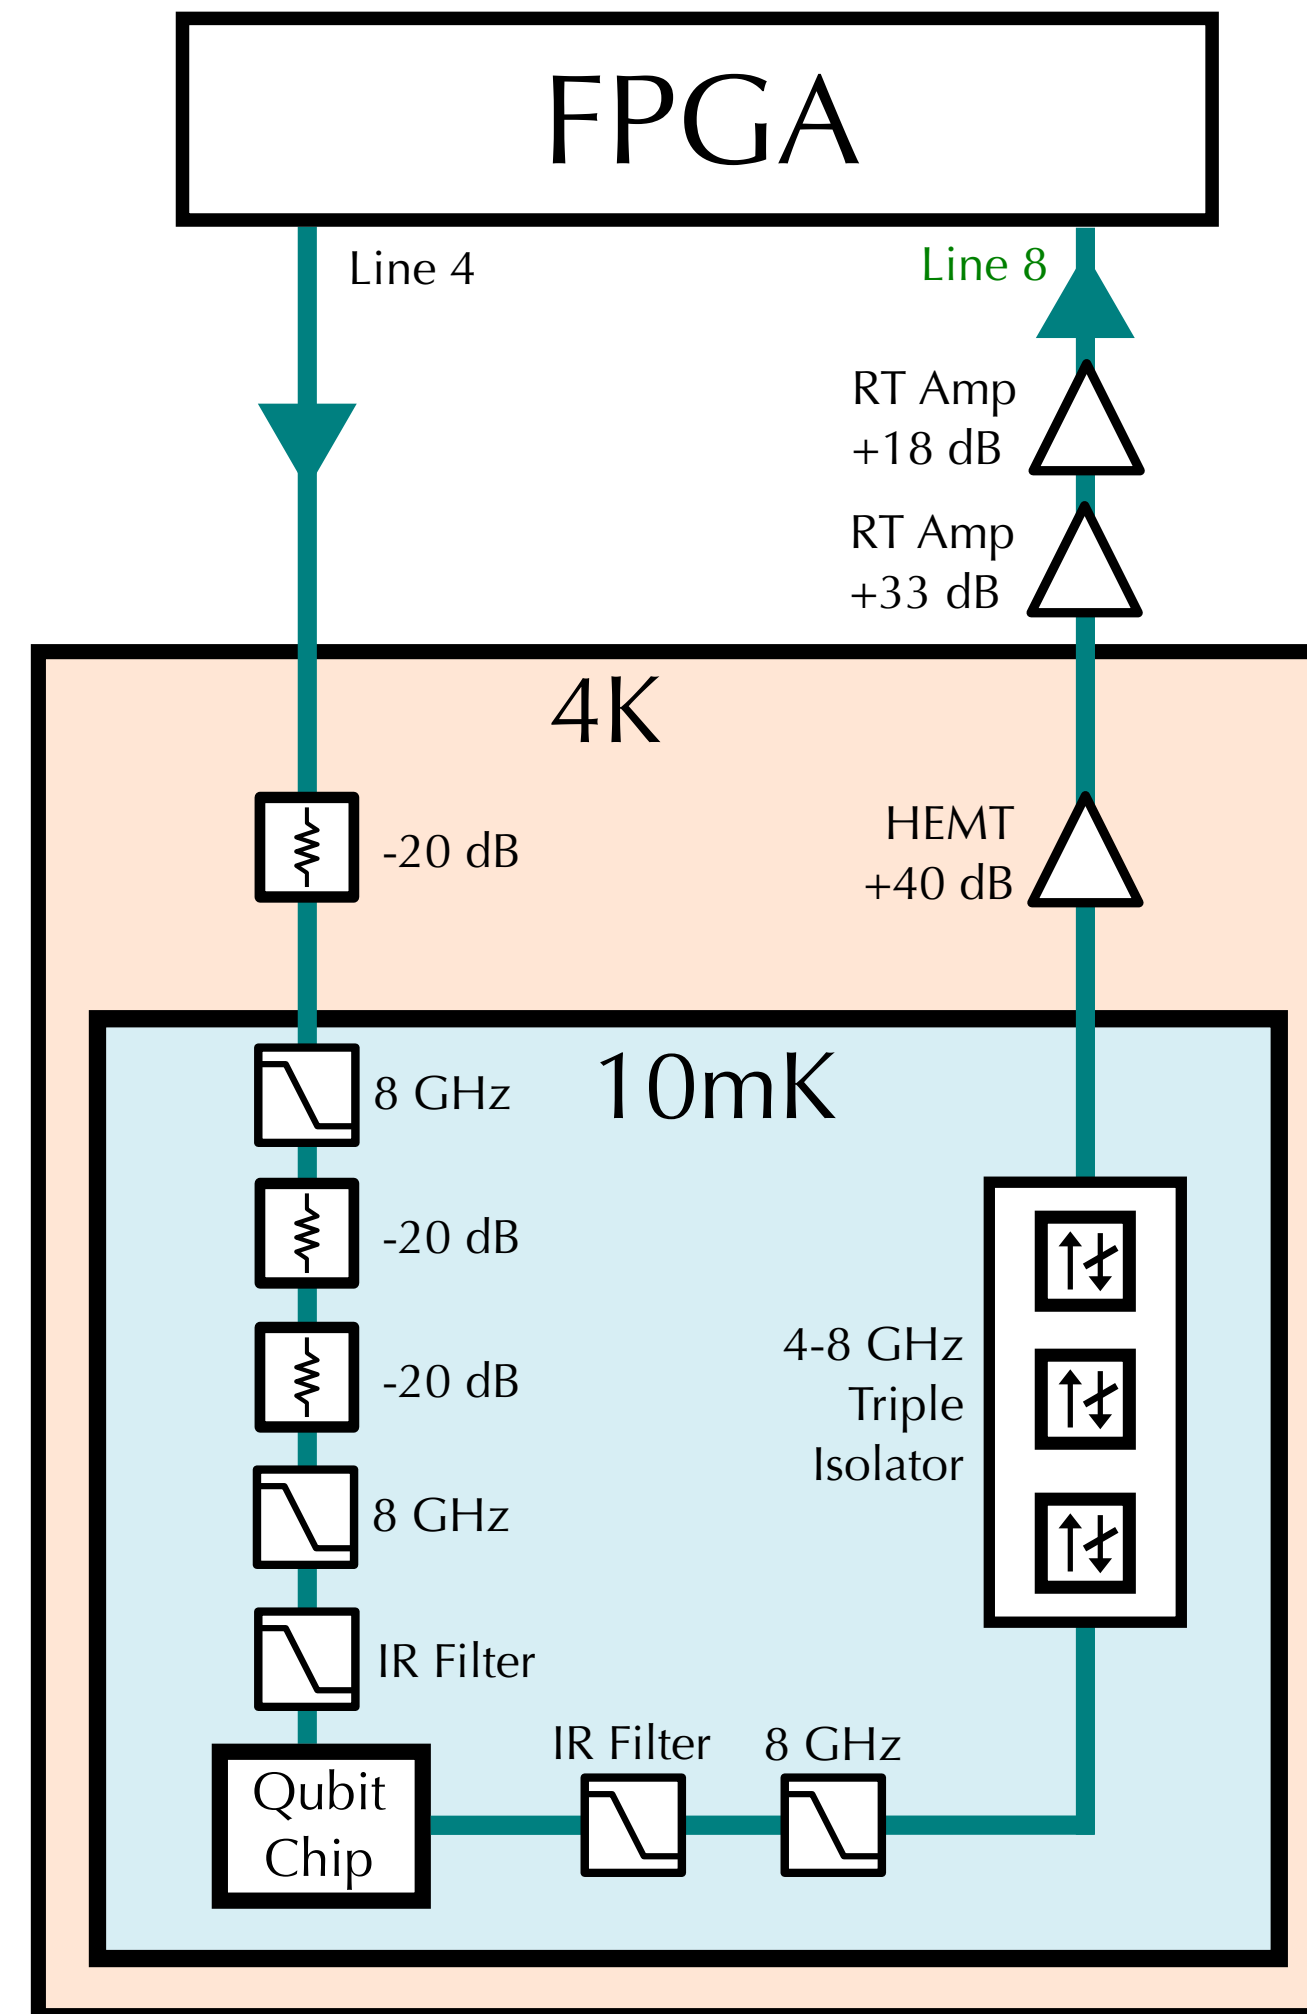 FPGA
Line 4
Line 8
RT Amp
+18 dB
RT Amp
+33 dB
4K
-20 dB
HEMT
+40 dB
8 GHz
10mK
-20 dB
-20 dB
4-8 GHz
Triple
Isolator
8 GHz
IR Filter
IR Filter
8 GHz
Qubit
Chip